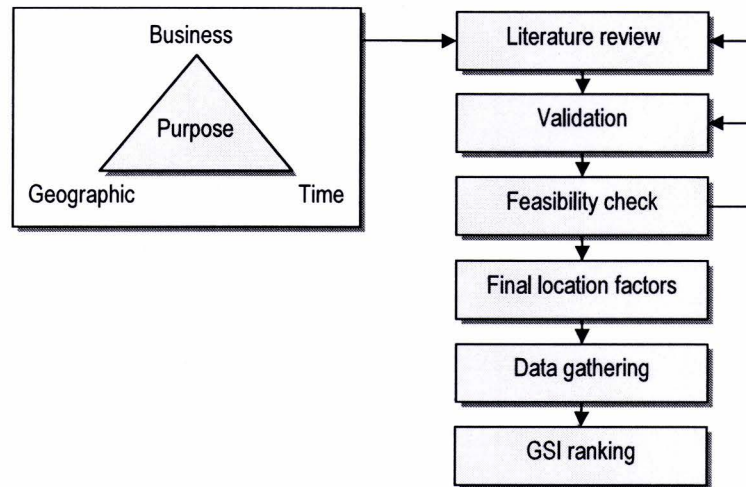 Business
Purpose
Geographic Time
Literature review
Validation
Feasibility check
Final location factors
Data gathering
GSI ranking